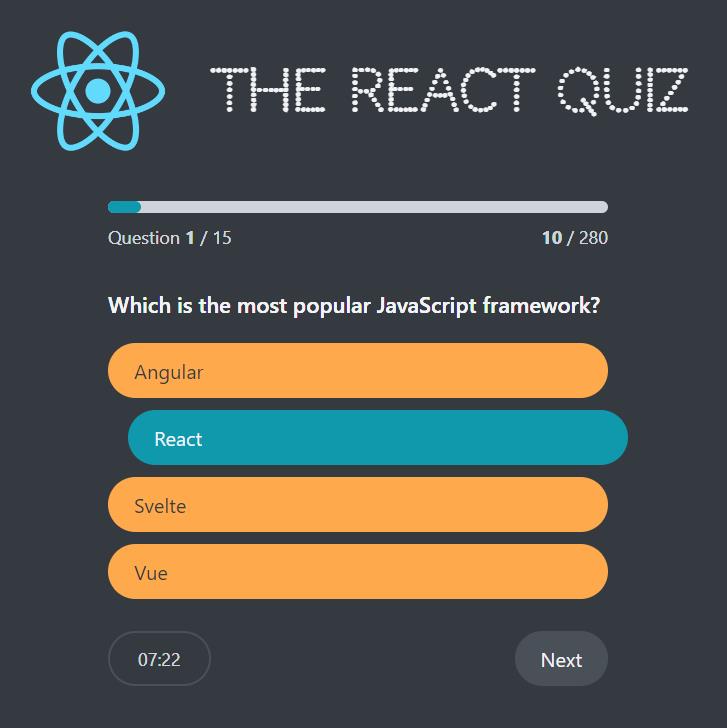 THE REACT QUIZ
Question 1 / 15
10 / 280
Which is the most popular JavaScript framework?
Angular
React
Svelte
Vue
07:22
Next